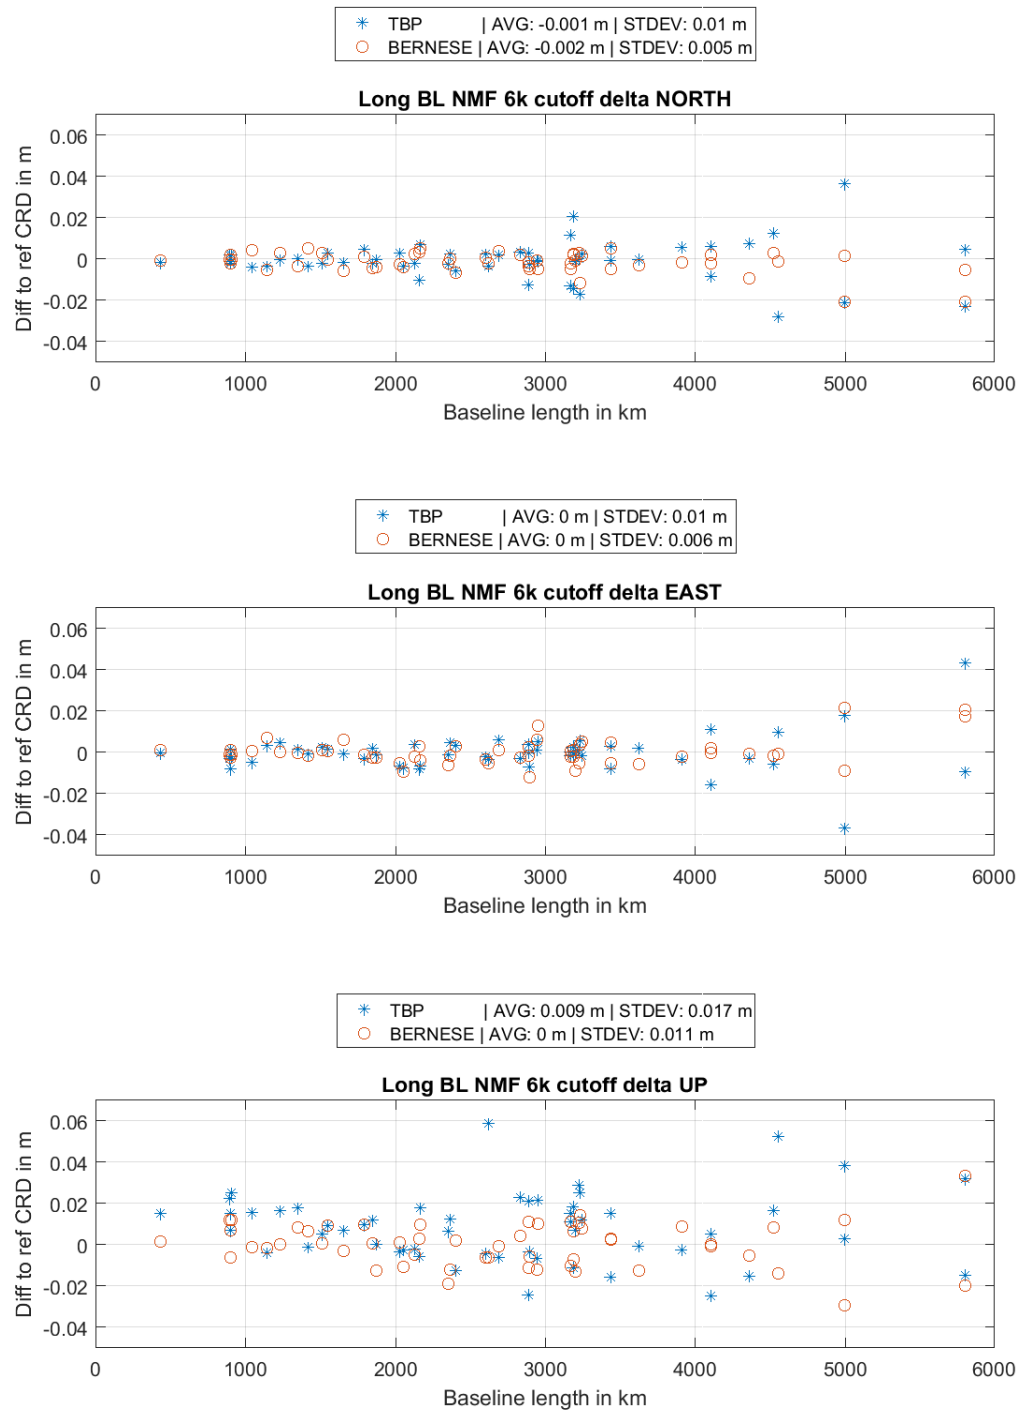 TBP | AVG: -0.001 m | STDEV: 0.01 m
BERNESE | AVG: -0.002 m | STDEV: 0.005 m
Long BL NMF 6k cutoff delta NORTH
0.06
0.04
0.02
0
-0.02
-0.04
Diff to ref CRD in m
0 1000 2000 3000 4000 5000 6000
Baseline length in km
TBP | AVG: 0 m | STDEV: 0.01 m
BERNESE | AVG: 0 m | STDEV: 0.006 m
Long BL NMF 6k cutoff delta EAST
0.06
0.04
0.02
0
-0.02
-0.04
Diff to ref CRD in m
0 1000 2000 3000 4000 5000 6000
Baseline length in km
TBP | AVG: 0.009 m | STDEV: 0.017 m
BERNESE | AVG: 0 m | STDEV: 0.011 m
Long BL NMF 6k cutoff delta UP
0.06
0.04
0.02
0
-0.02
-0.04
Diff to ref CRD in m
0 1000 2000 3000 4000 5000 6000
Baseline length in km